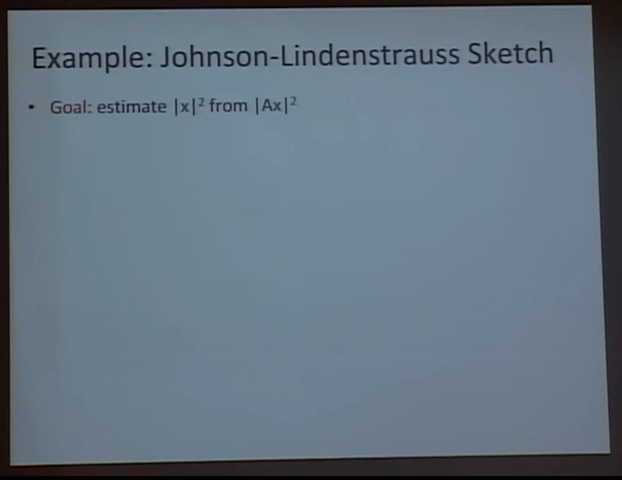 Example: Johnson-Lindenstrauss Sketch
• Goal: estimate |x|² from |Ax|²